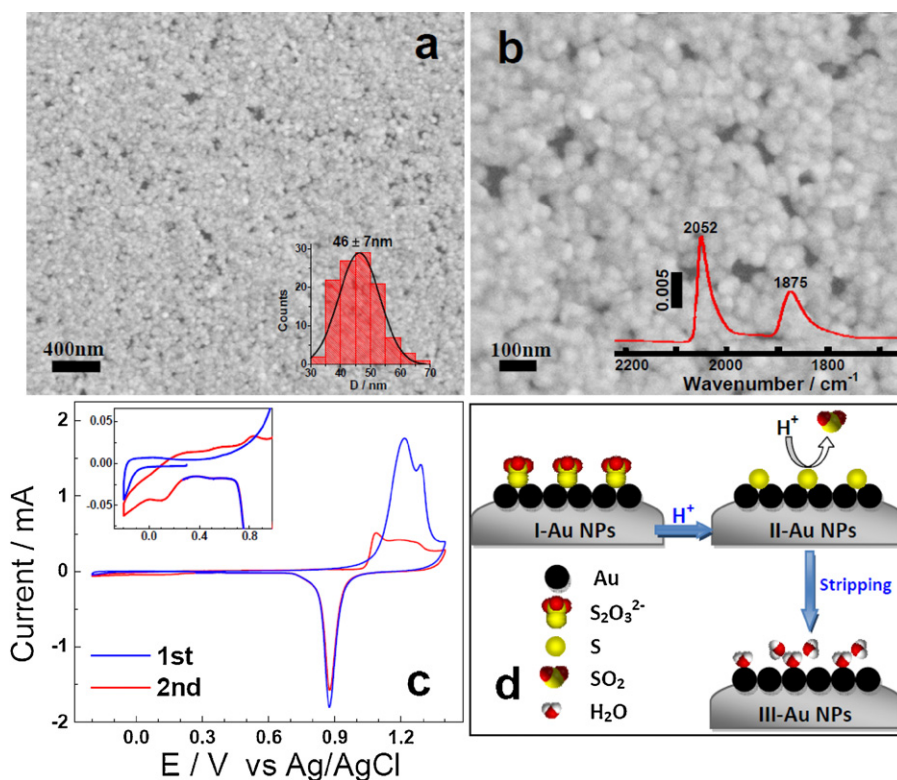 a
46 ± 7nm
30
20
10
0
Counts
30 40 50 60 70
D / nm
400nm
b
2052
1875
0.005
2200 2000 1800
Wavenumber / cm⁻¹
100nm
2
1
0
-1
-2
Current / mA
0.05
0.00
-0.05
0.0 0.4 0.8
1st
2nd
c
0.0 0.3 0.6 0.9 1.2
E / V vs Ag/AgCl
H⁺
I-Au NPs
H⁺
II-Au NPs
Au
S₂O₃²⁻
S
SO₂
H₂O
Stripping
d
III-Au NPs